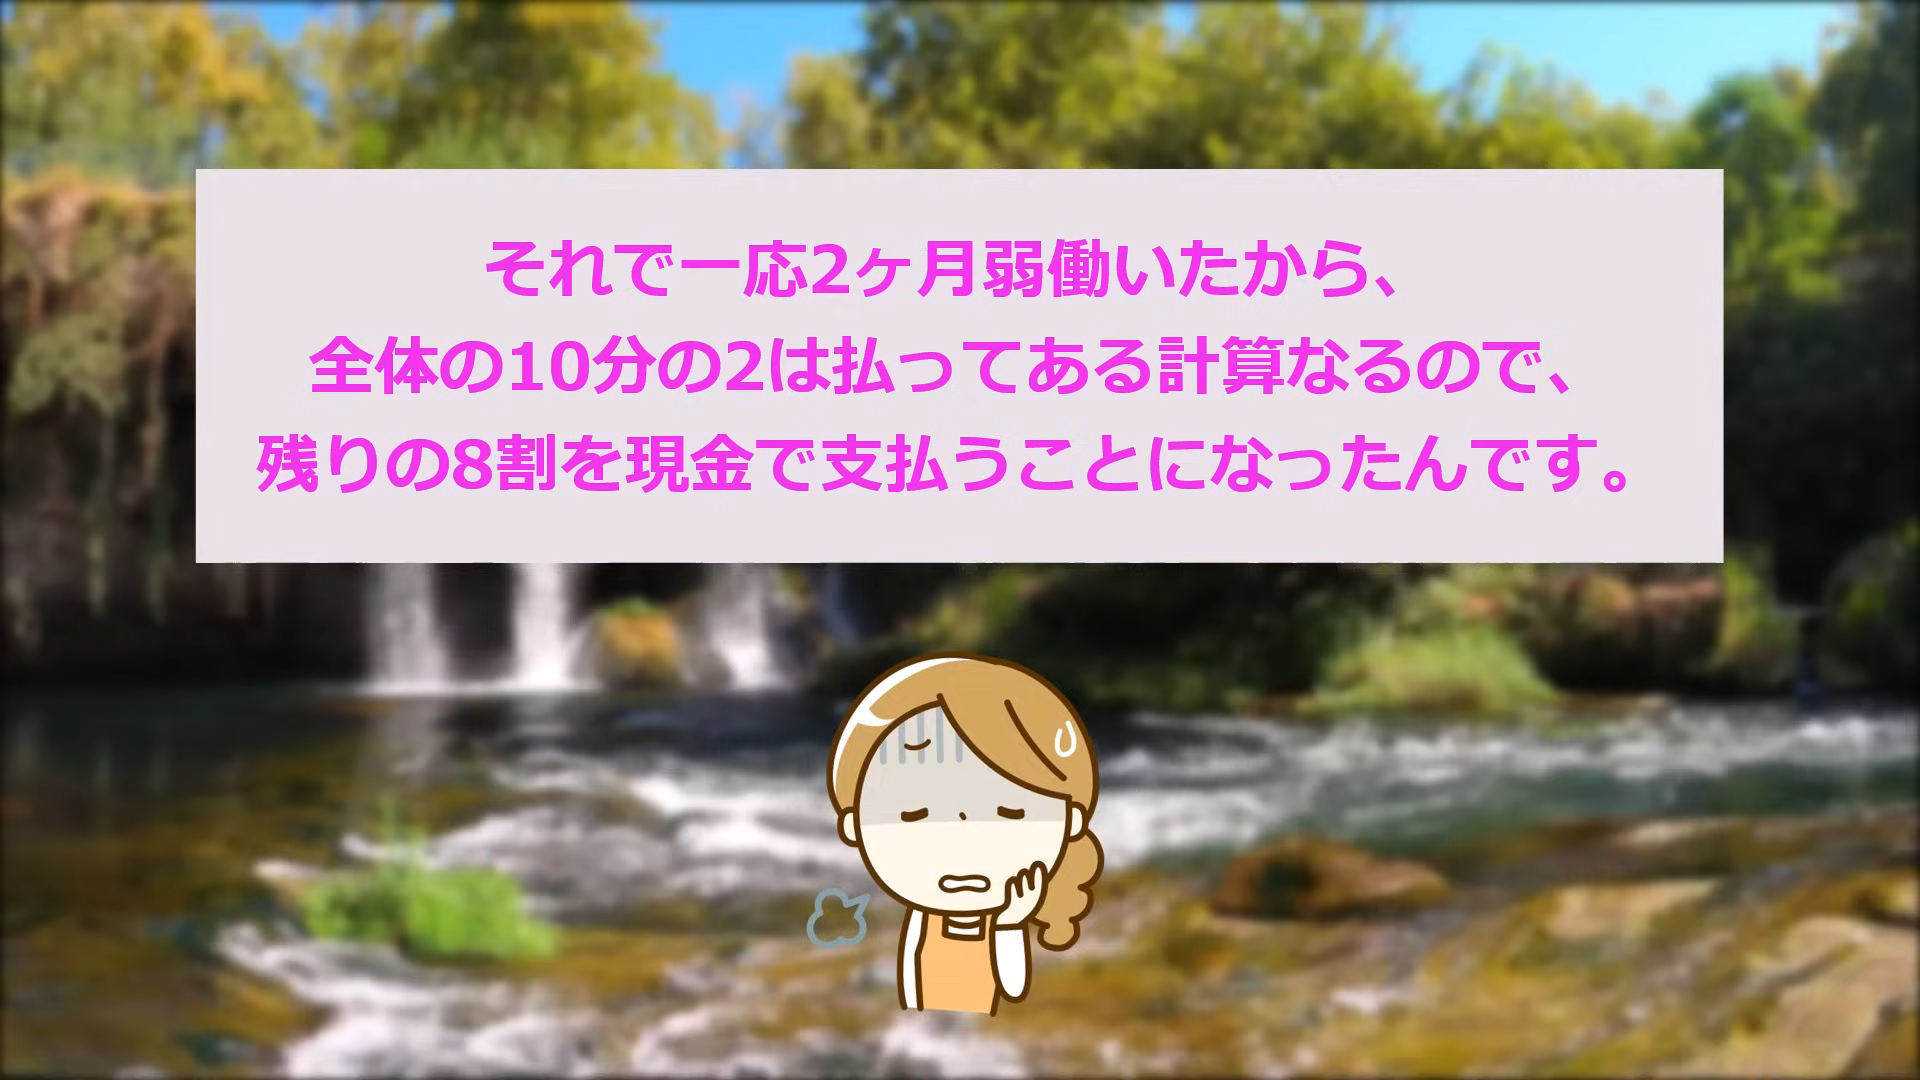 それで一応2ヶ月弱働いたから、
全体の10分の2は払ってある計算なるので、
残りの8割を現金で支払うことになったんです。